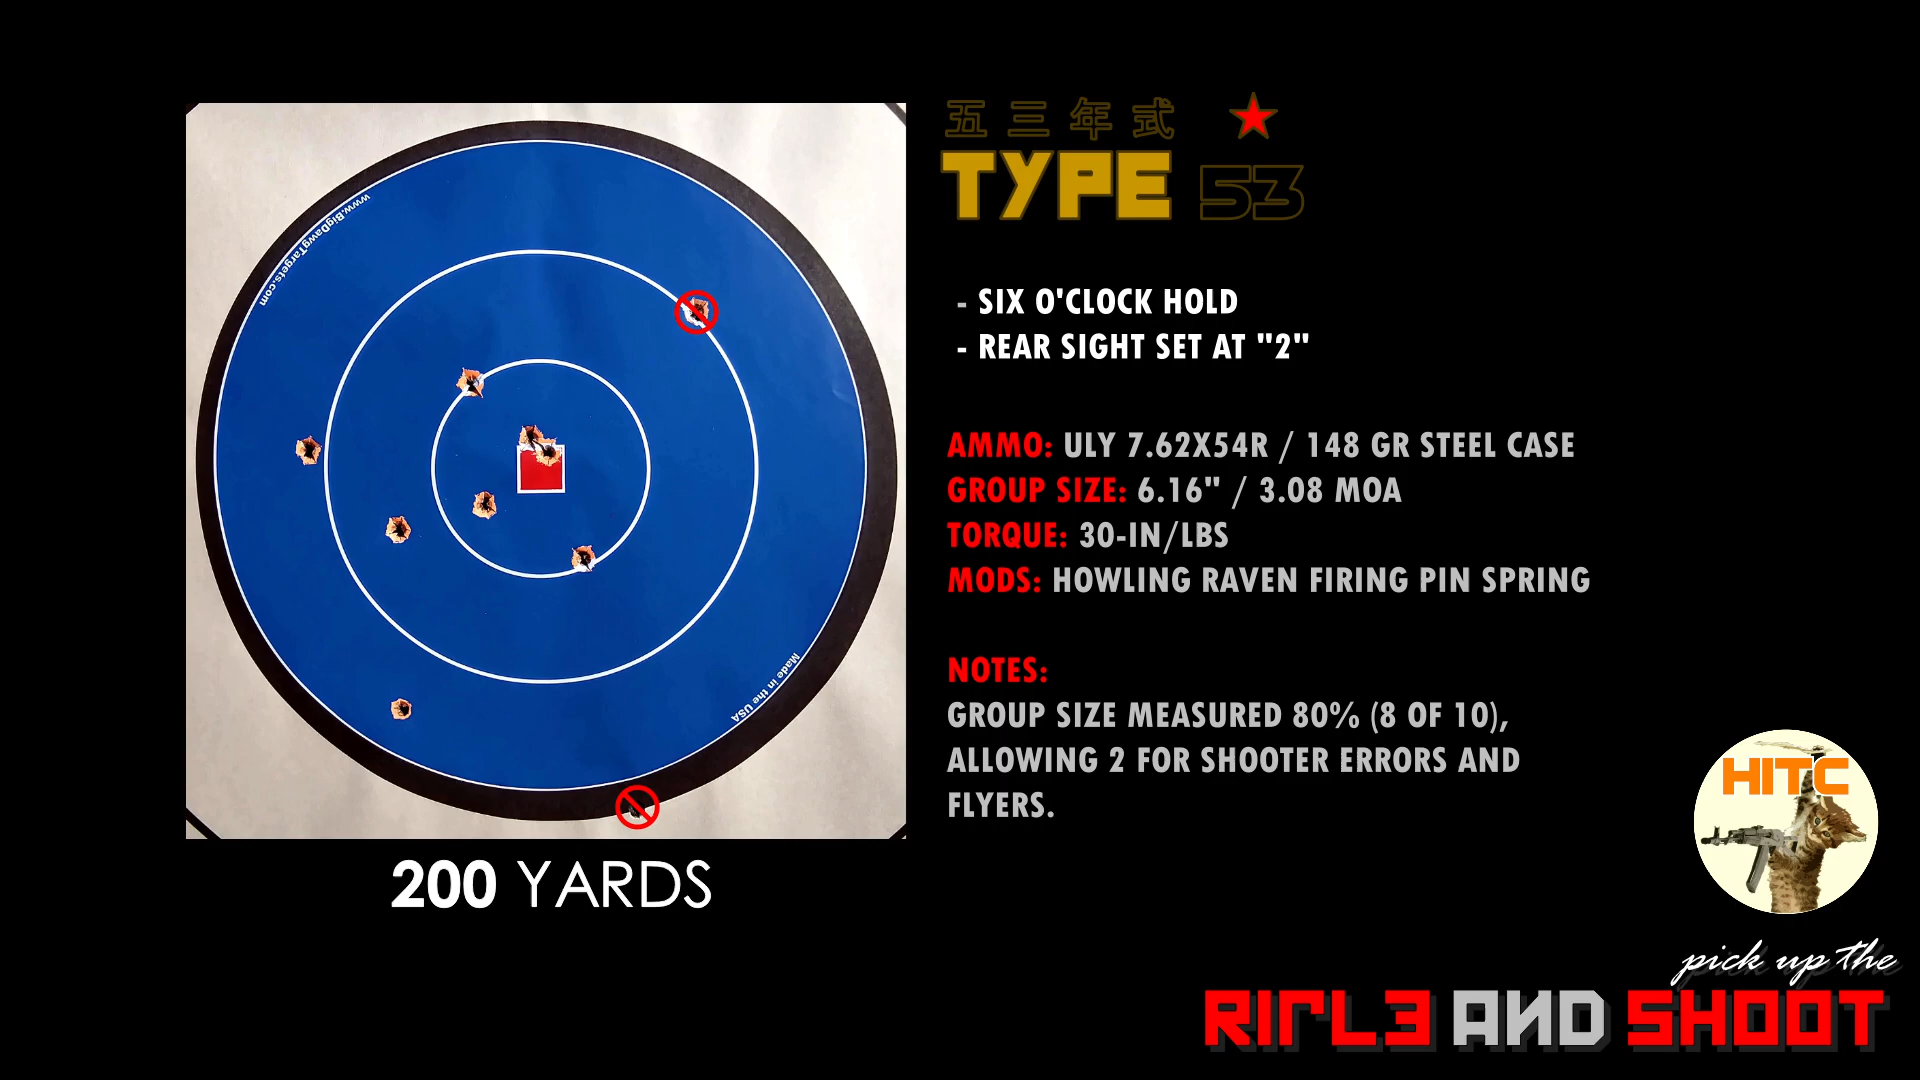 五三年式
TYPE 53
- SIX O'CLOCK HOLD
- REAR SIGHT SET AT "2"
AMMO: ULY 7.62X54R / 148 GR STEEL CASE
GROUP SIZE: 6.16" / 3.08 MOA
TORQUE: 30-IN/LBS
MODS: HOWLING RAVEN FIRING PIN SPRING
NOTES:
GROUP SIZE MEASURED 80% (8 OF 10),
ALLOWING 2 FOR SHOOTER ERRORS AND
FLYERS.
www.BigDawgTargets.com
Made in the USA
200 YARDS
HITC
pick up the
RIFLE AND SHOOT